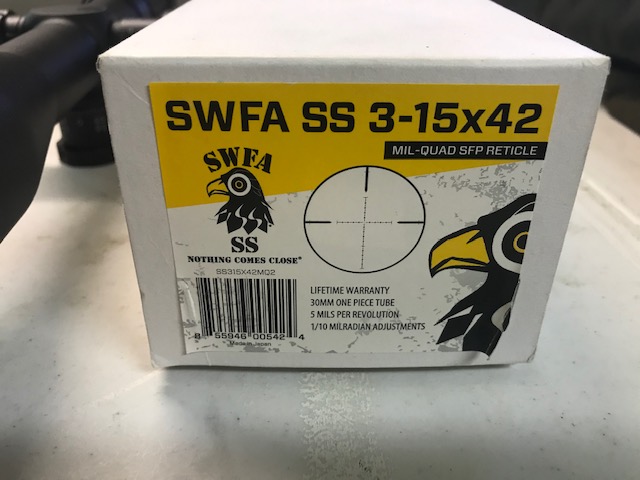 SWFA SS 3-15x42
MIL-QUAD SFP RETICLE
SWFA
SS
NOTHING COMES CLOSE®
SS315X42MQ2
LIFETIME WARRANTY
30MM ONE PIECE TUBE
5 MILS PER REVOLUTION
1/10 MILRADIAN ADJUSTMENTS
8 55946 00542 4
Made in Japan